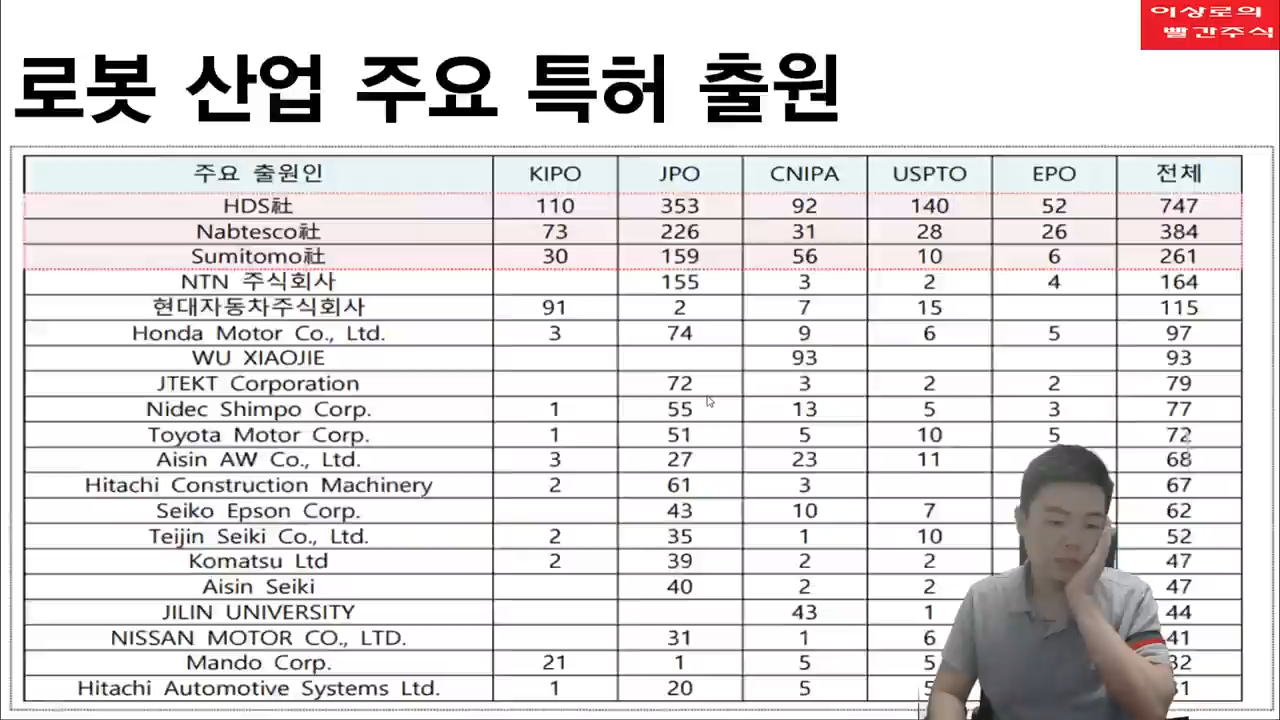 이상로의
빨간주식
로봇 산업 주요 특허 출원
주요 출원인 KIPO JPO CNIPA USPTO EPO 전체
HDS社 110 353 92 140 52 747
Nabtesco社 73 226 31 28 26 384
Sumitomo社 30 159 56 10 6 261
NTN 주식회사 155 3 2 4 164
현대자동차주식회사 91 2 7 15 115
Honda Motor Co., Ltd. 3 74 9 6 5 97
WU XIAOJIE 93 93
JTEKT Corporation 72 3 2 2 79
Nidec Shimpo Corp. 1 55 13 5 3 77
Toyota Motor Corp. 1 51 5 10 5 72
Aisin AW Co., Ltd. 3 27 23 11 68
Hitachi Construction Machinery 2 61 3 67
Seiko Epson Corp. 43 10 7 62
Teijin Seiki Co., Ltd. 2 35 1 10 52
Komatsu Ltd 2 39 2 2 47
Aisin Seiki 40 2 2 47
JILIN UNIVERSITY 43 1 44
NISSAN MOTOR CO., LTD. 31 1 6 41
Mando Corp. 21 1 5 5
Hitachi Automotive Systems Ltd. 1 20 5